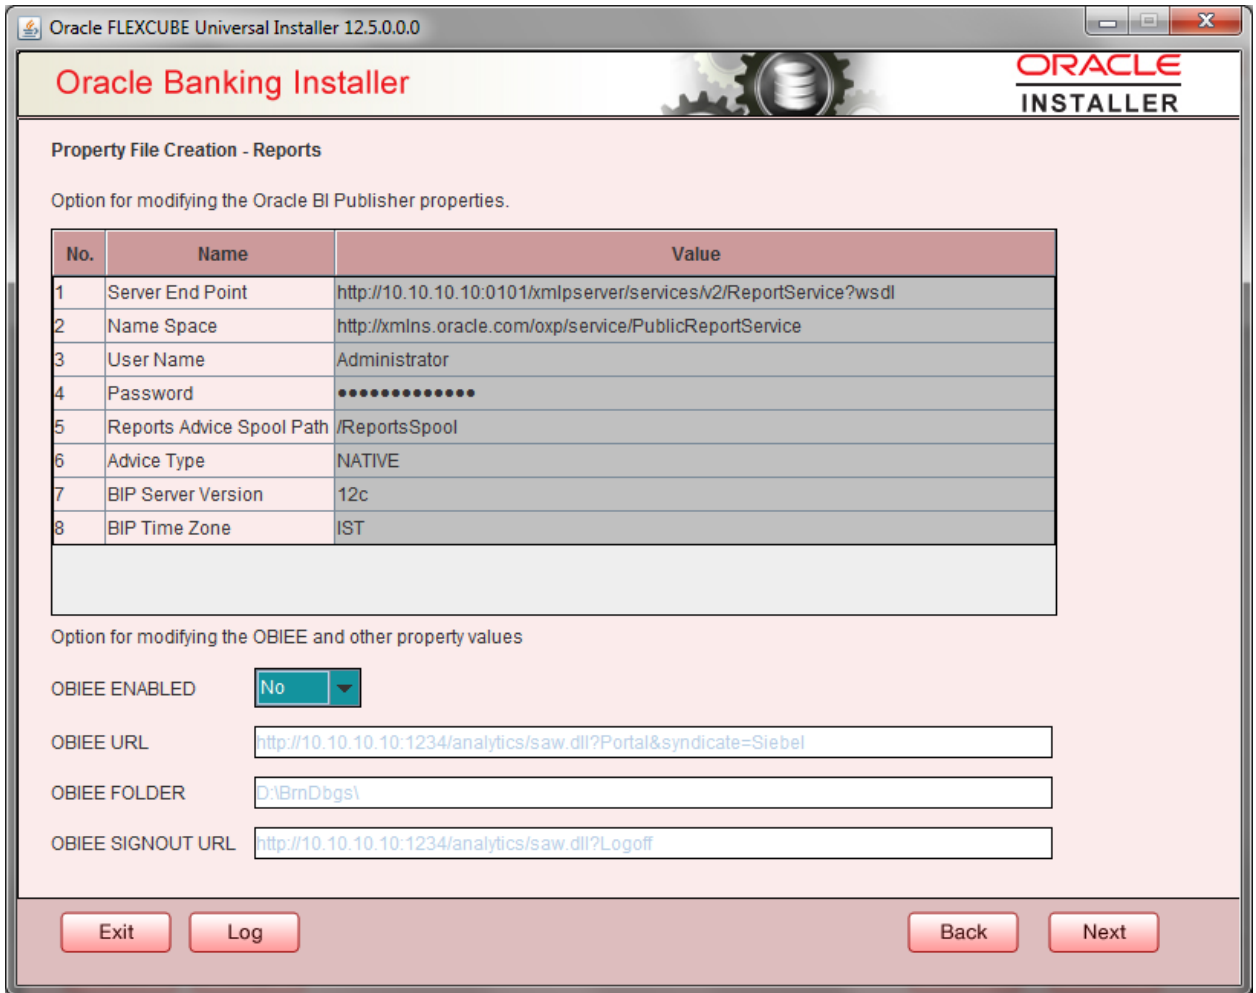 Oracle FLEXCUBE Universal Installer 12.5.0.0.0
Oracle Banking Installer
ORACLE
INSTALLER
Property File Creation - Reports
Option for modifying the Oracle BI Publisher properties.
No. Name Value
1 Server End Point http://10.10.10.10:0101/xmlpserver/services/v2/ReportService?wsdl
2 Name Space http://xmlns.oracle.com/oxp/service/PublicReportService
3 User Name Administrator
4 Password •••••••••••••
5 Reports Advice Spool Path /ReportsSpool
6 Advice Type NATIVE
7 BIP Server Version 12c
8 BIP Time Zone IST
Option for modifying the OBIEE and other property values
OBIEE ENABLED No
OBIEE URL http://10.10.10.10:1234/analytics/saw.dll?Portal&syndicate=Siebel
OBIEE FOLDER D:\BrnDbgs\
OBIEE SIGNOUT URL http://10.10.10.10:1234/analytics/saw.dll?Logoff
Exit Log Back Next